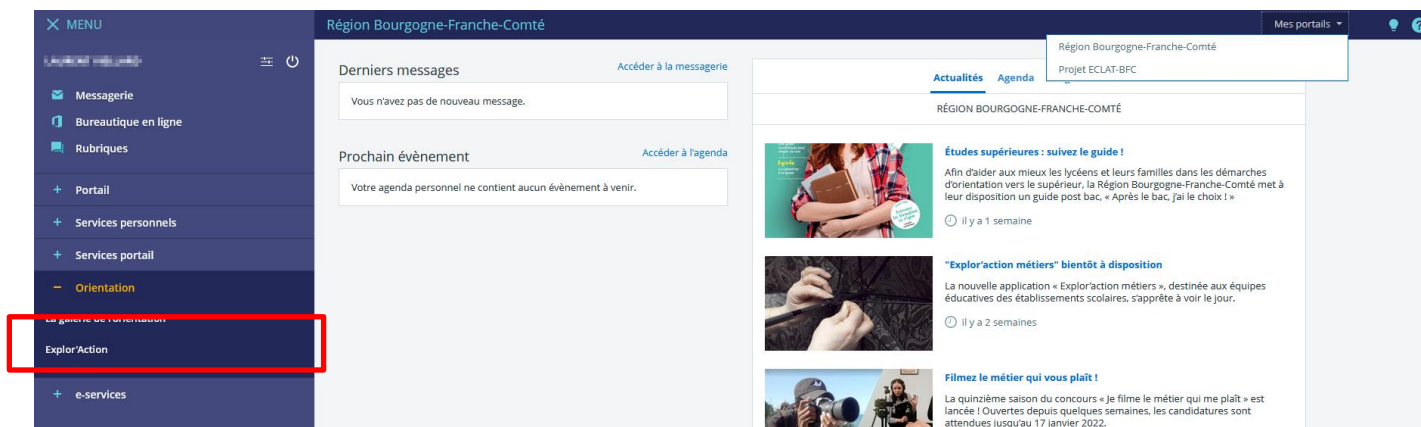 MENU
Messagerie
Bureautique en ligne
Rubriques
+ Portail
+ Services personnels
+ Services portail
− Orientation
La galerie de l'orientation
Explor'Action
+ e-services
Région Bourgogne-Franche-Comté
Mes portails
Région Bourgogne-Franche-Comté
Projet ECLAT-BFC
Derniers messages
Accéder à la messagerie
Vous n'avez pas de nouveau message.
Prochain évènement
Accéder à l'agenda
Votre agenda personnel ne contient aucun évènement à venir.
Actualités Agenda
RÉGION BOURGOGNE-FRANCHE-COMTÉ
Études supérieures : suivez le guide !
Afin d'aider aux mieux les lycéens et leurs familles dans les démarches
d'orientation vers le supérieur, la Région Bourgogne-Franche-Comté met à
leur disposition un guide post bac, « Après le bac, j'ai le choix ! »
il y a 1 semaine
"Explor'action métiers" bientôt à disposition
La nouvelle application « Explor'action métiers », destinée aux équipes
éducatives des établissements scolaires, s'apprête à voir le jour.
il y a 2 semaines
Filmez le métier qui vous plaît !
La quinzième saison du concours « Je filme le métier qui me plaît » est
lancée ! Ouvertes depuis quelques semaines, les candidatures sont
attendues jusqu'au 17 janvier 2022.